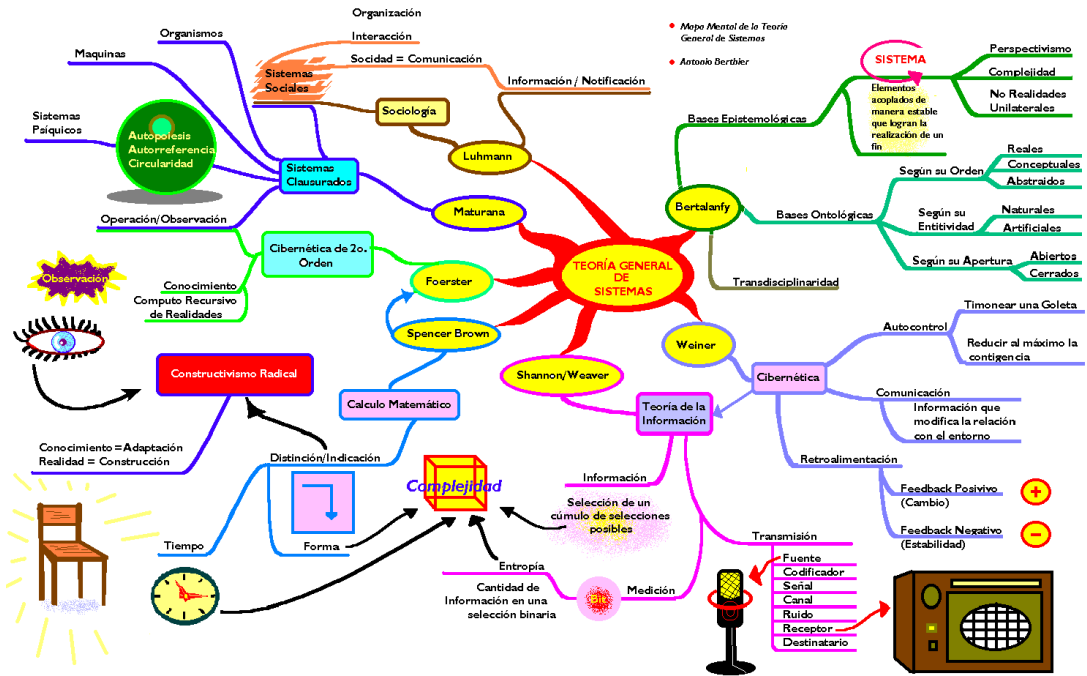 Organización
Organismos
Interacción
Maquinas
Socidad = Comunicación
Sistemas
Sociales
Información / Notificación
Sociología
Sistemas
Psíquicos
Autopoiesis
Autorreferencia
Circularidad
Luhmann
Sistemas
Clausurados
Maturana
Operación/Observación
Cibernética de 2o.
Orden
Observación
Conocimiento
Computo Recursivo
de Realidades
Foerster
Spencer Brown
Constructivismo Radical
Calculo Matemático
Conocimiento = Adaptación
Realidad = Construcción
Distinción/Indicación
Tiempo
Forma
Complejidad
TEORÍA GENERAL
DE
SISTEMAS
Mapa Mental de la Teoría
General de Sistemas
Antonio Berthier
SISTEMA
Elementos
acoplados de
manera estable
que logran la
realización de un
fin
Perspectivismo
Complejidad
No Realidades
Unilaterales
Bases Epistemológicas
Bertalanfy
Bases Ontológicas
Según su Orden
Reales
Conceptuales
Abstraidos
Según su
Entitividad
Naturales
Artificiales
Según su Apertura
Abiertos
Cerrados
Transdisciplinaridad
Weiner
Cibernética
Autocontrol
Timonear una Goleta
Reducir al máximo la
contigencia
Comunicación
Información que
modifica la relación
con el entorno
Retroalimentación
Feedback Posivivo
(Cambio)
+
Feedback Negativo
(Estabilidad)
−
Shannon/Weaver
Teoría de la
Información
Información
Selección de un
cúmulo de selecciones
posibles
Entropía
Cantidad de
Información en una
selección binaria
Bit
Medición
Transmisión
Fuente
Codificador
Señal
Canal
Ruido
Receptor
Destinatario